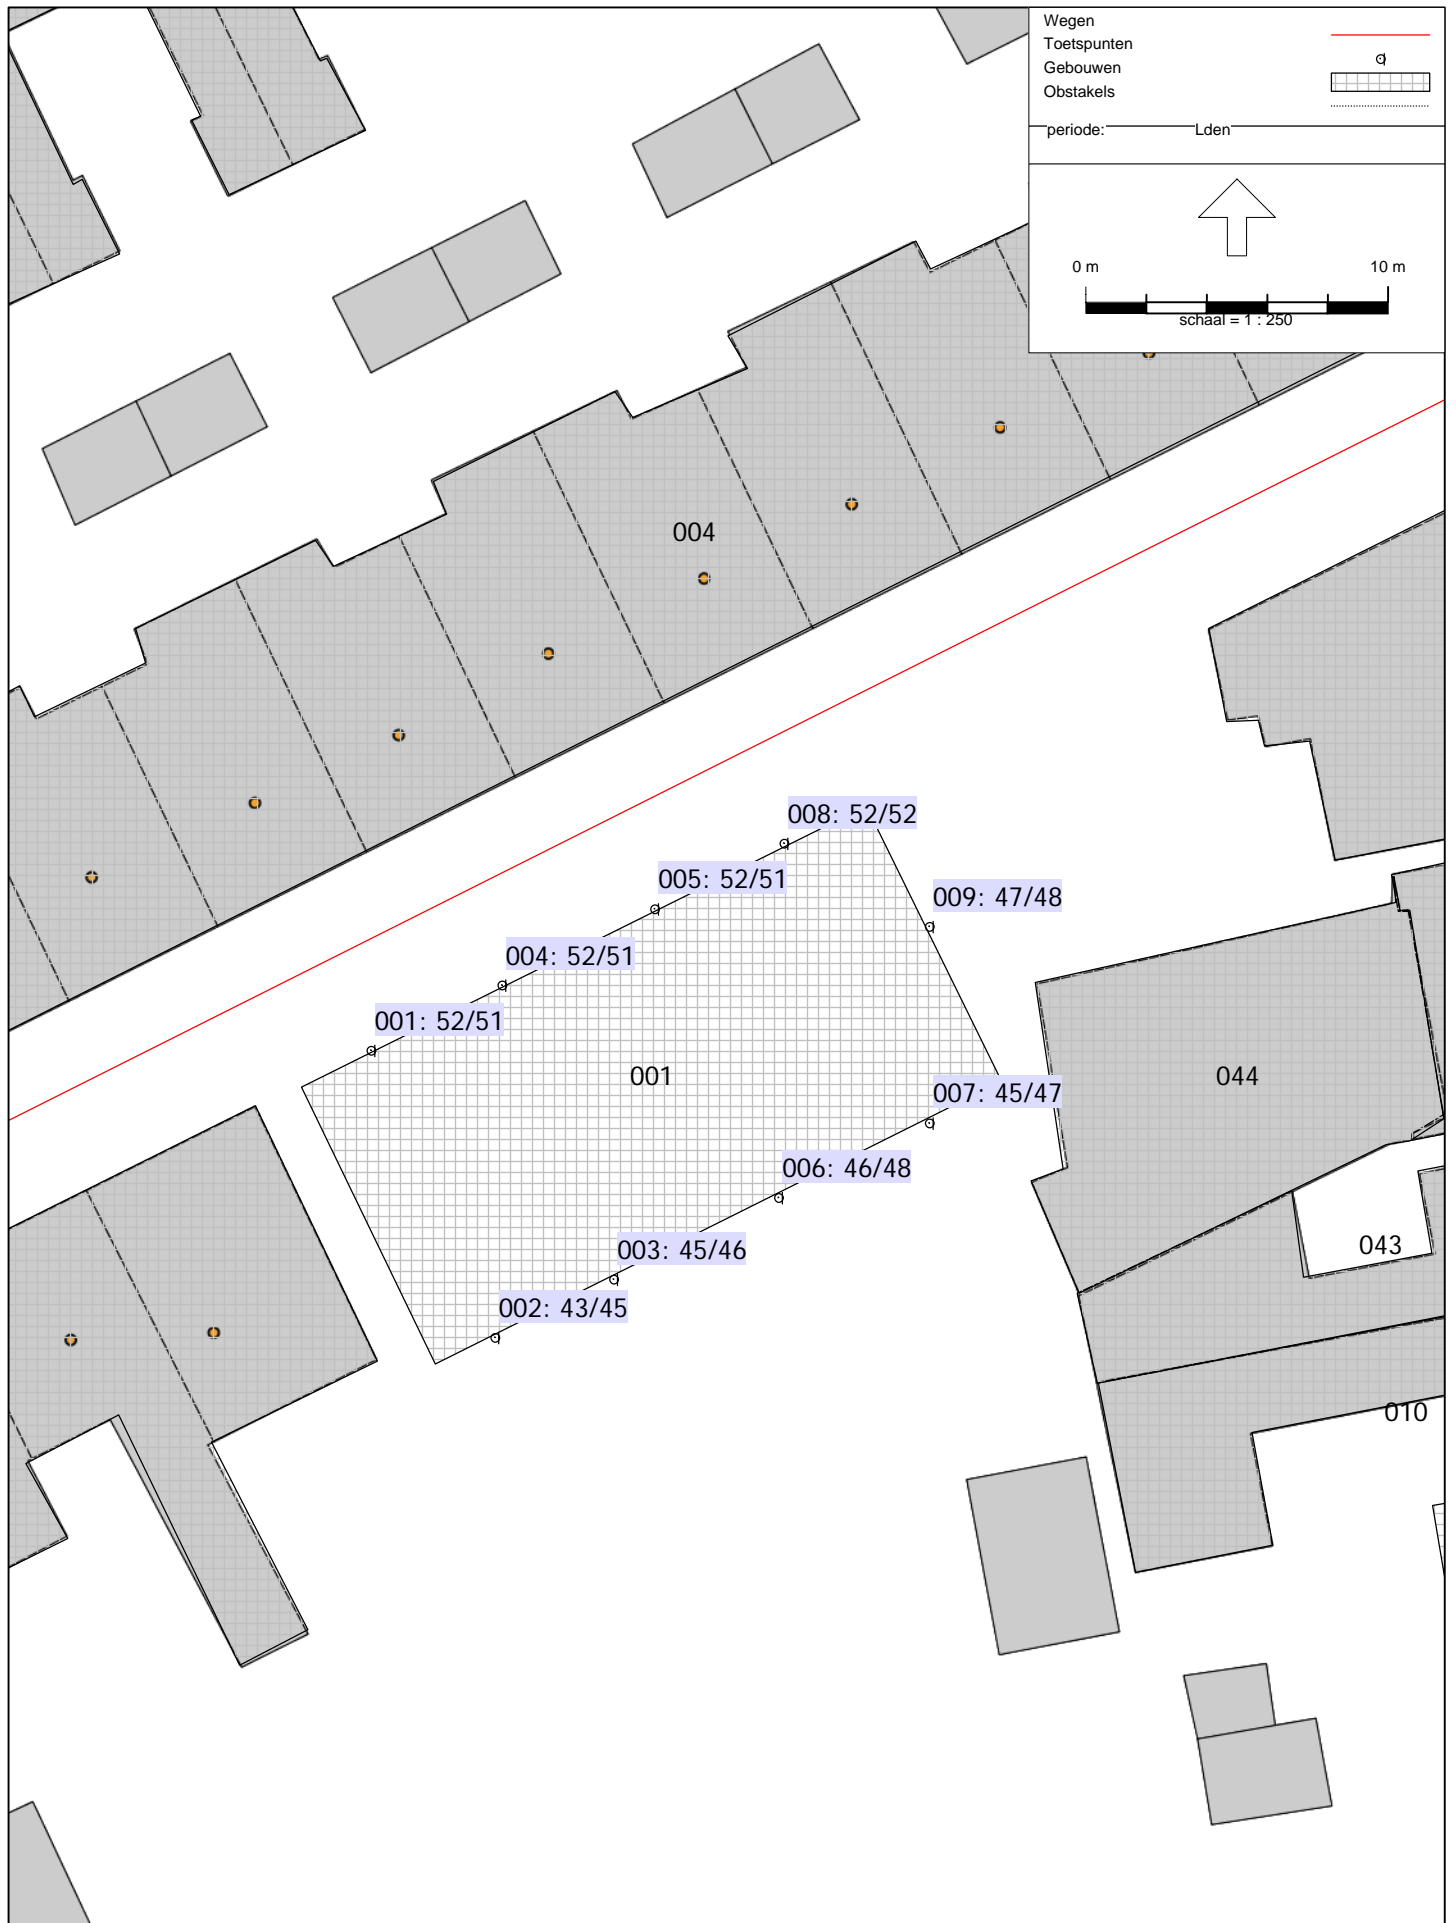 Wegen
Toetspunten
Gebouwen
Obstakels
periode: Lden
0 m 10 m
schaal = 1 : 250
004
008: 52/52
005: 52/51
009: 47/48
004: 52/51
001: 52/51
001
044
007: 45/47
006: 46/48
003: 45/46
043
002: 43/45
010